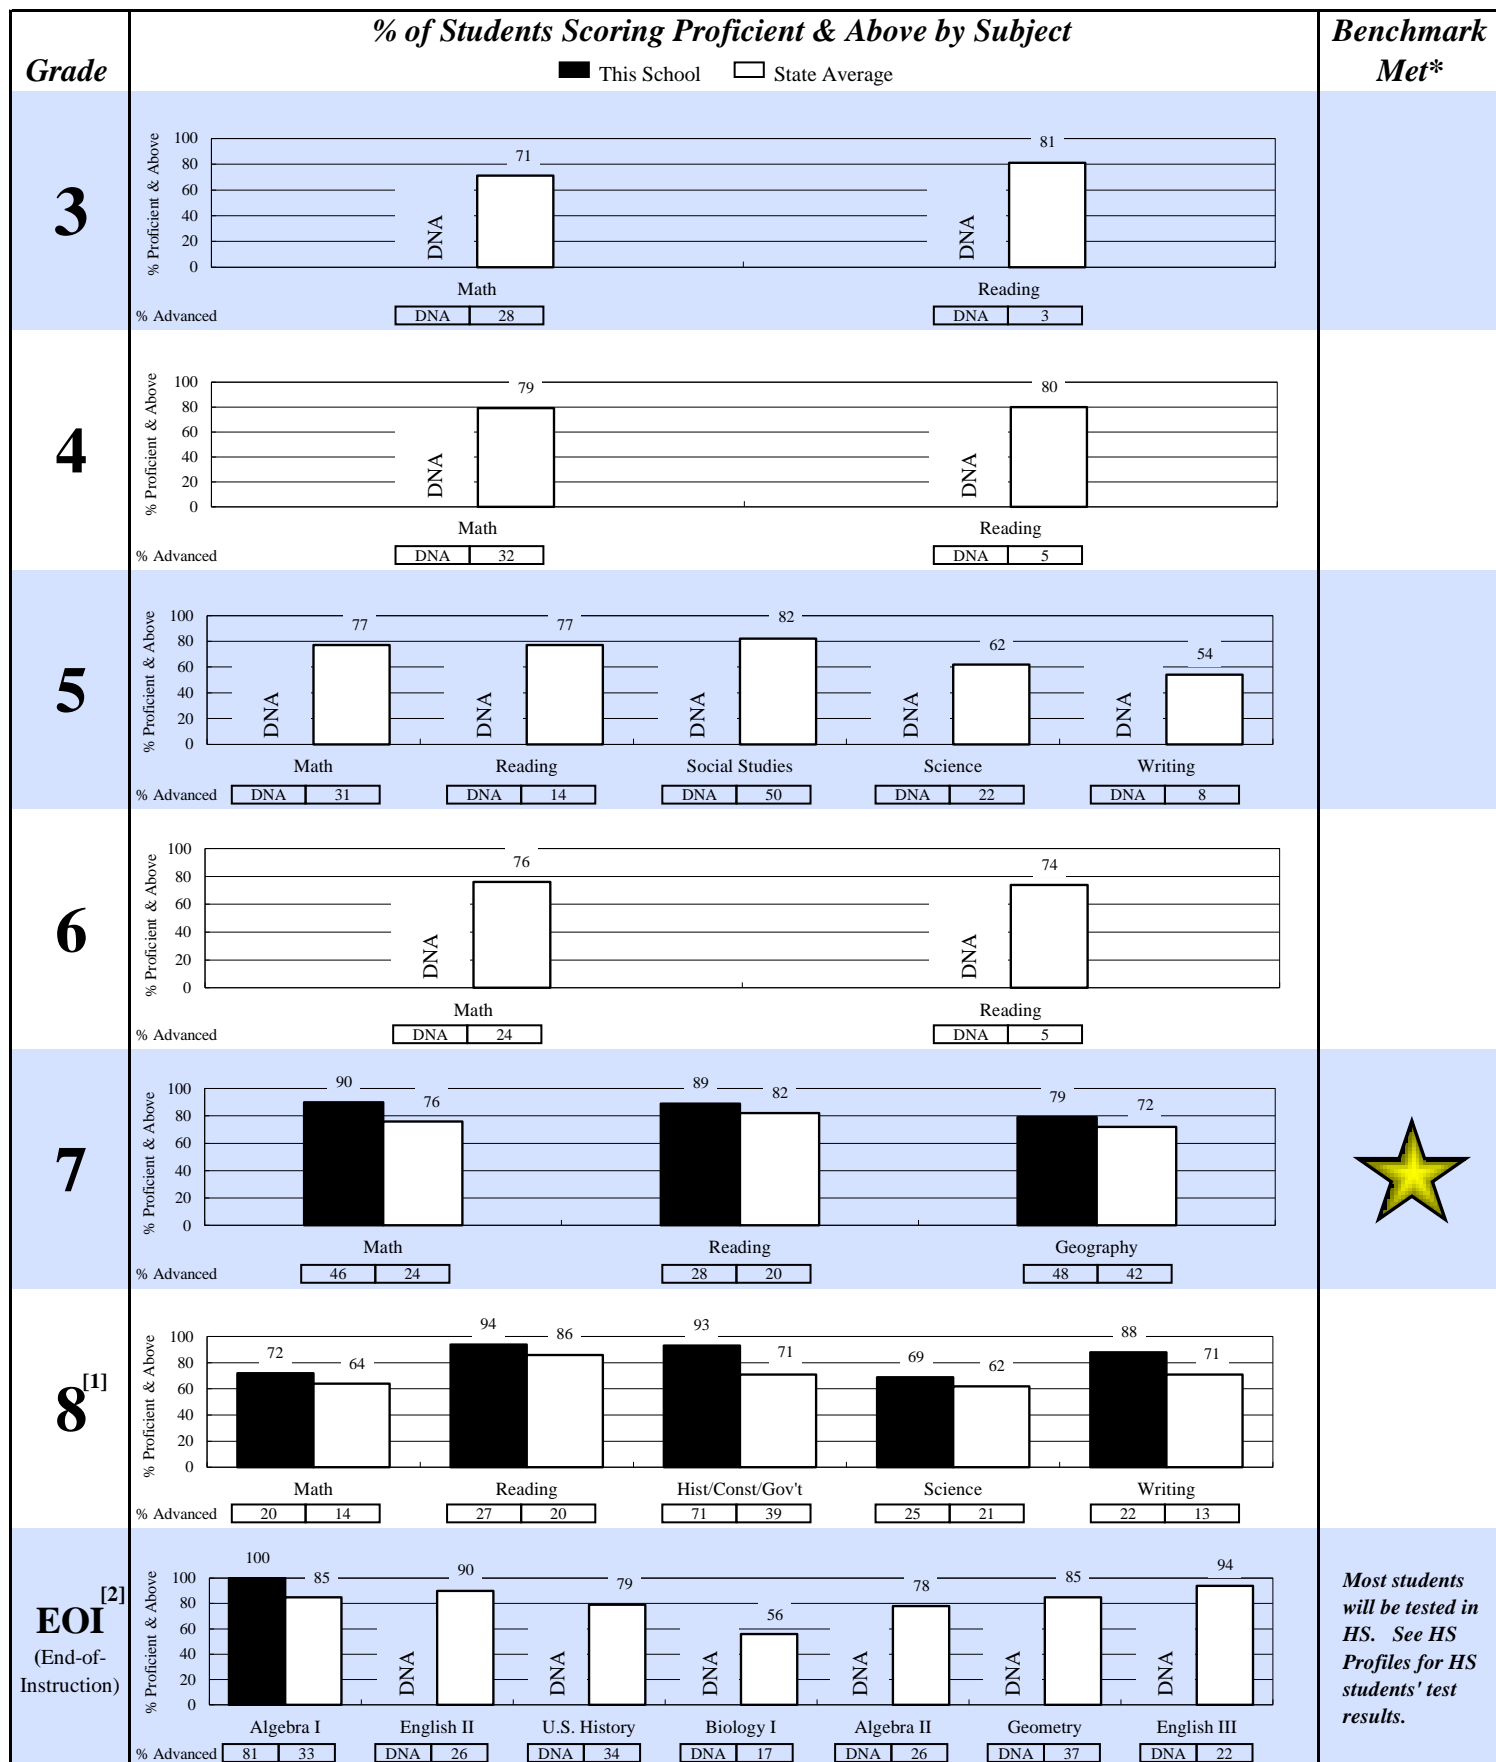 % of Students Scoring Proficient & Above by Subject
Benchmark
Met*
Grade
This School
State Average
3
% Proficient & Above
100
80
60
40
20
0
DNA
71
DNA
81
Math
Reading
% Advanced
DNA 28
DNA 3
4
% Proficient & Above
100
80
60
40
20
0
DNA
79
DNA
80
Math
Reading
% Advanced
DNA 32
DNA 5
5
% Proficient & Above
100
80
60
40
20
0
DNA
77
DNA
77
DNA
82
DNA
62
DNA
54
Math
Reading
Social Studies
Science
Writing
% Advanced
DNA 31
DNA 14
DNA 50
DNA 22
DNA 8
6
% Proficient & Above
100
80
60
40
20
0
DNA
76
DNA
74
Math
Reading
% Advanced
DNA 24
DNA 5
7
% Proficient & Above
100
80
60
40
20
0
90
76
89
82
79
72
Math
Reading
Geography
% Advanced
46 24
28 20
48 42
8[1]
% Proficient & Above
100
80
60
40
20
0
72
64
94
86
93
71
69
62
88
71
Math
Reading
Hist/Const/Gov't
Science
Writing
% Advanced
20 14
27 20
71 39
25 21
22 13
EOI[2]
(End-of-
Instruction)
% Proficient & Above
100
80
60
40
20
0
100
85
DNA
90
DNA
79
DNA
56
DNA
78
DNA
85
DNA
94
Algebra I
English II
U.S. History
Biology I
Algebra II
Geometry
English III
% Advanced
81 33
DNA 26
DNA 34
DNA 17
DNA 26
DNA 37
DNA 22
Most students
will be tested in
HS. See HS
Profiles for HS
students' test
results.